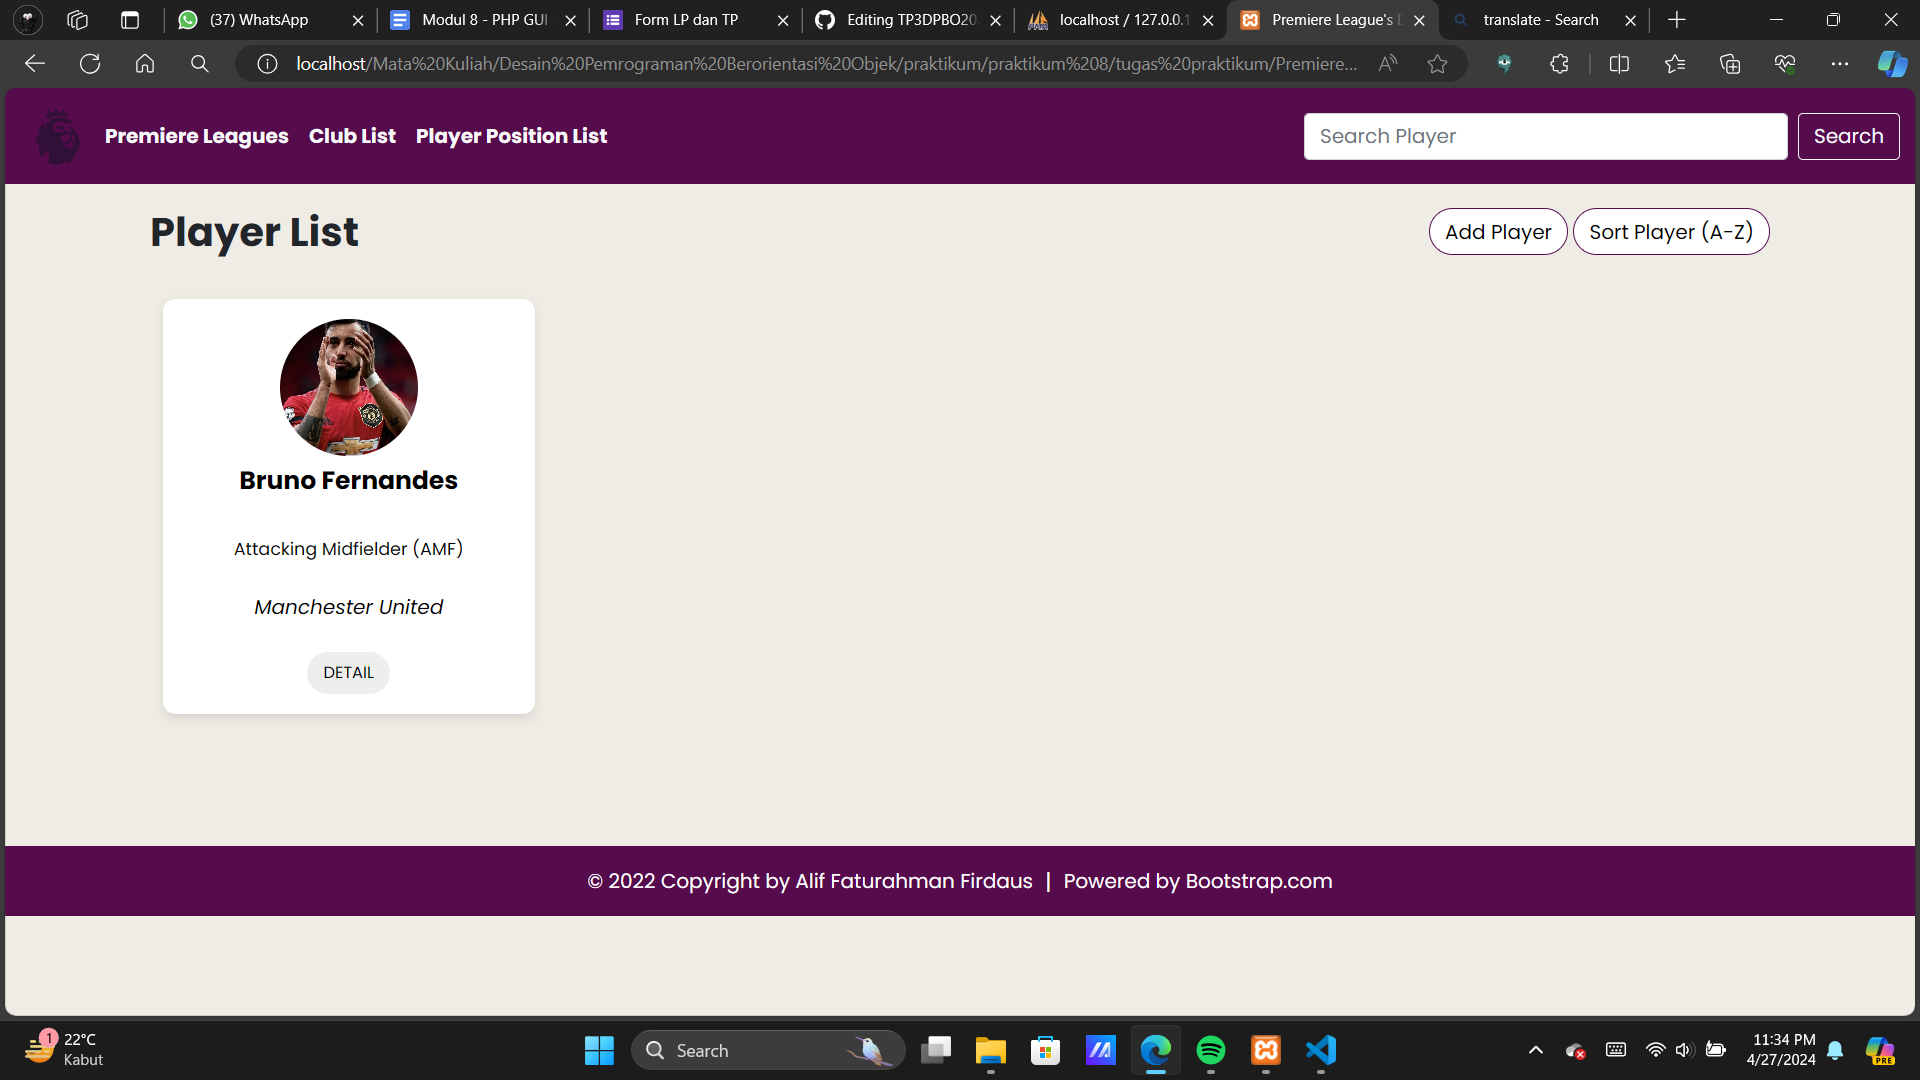 (37) WhatsApp
Modul 8 - PHP GUI
Form LP dan TP
Editing TP3DPBO20
localhost / 127.0.0.1
Premiere League's D
translate - Search
localhost/Mata%20Kuliah/Desain%20Pemrograman%20Berorientasi%20Objek/praktikum/praktikum%208/tugas%20praktikum/Premiere...
Premiere Leagues
Club List
Player Position List
Search Player
Search
Player List
Add Player
Sort Player (A-Z)
Bruno Fernandes
Attacking Midfielder (AMF)
Manchester United
DETAIL
© 2022 Copyright by Alif Faturahman Firdaus | Powered by Bootstrap.com
1
22°C
Kabut
Search
11:34 PM
4/27/2024
PRE